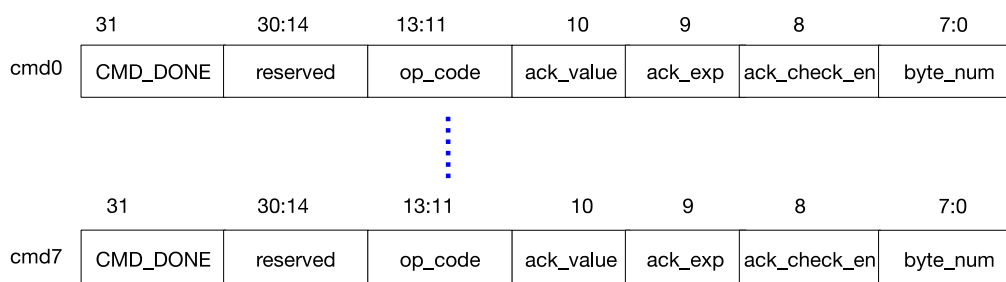 31 30:14 13:11 10 9 8 7:0
cmd0 CMD_DONE reserved op_code ack_value ack_exp ack_check_en byte_num
31 30:14 13:11 10 9 8 7:0
cmd7 CMD_DONE reserved op_code ack_value ack_exp ack_check_en byte_num